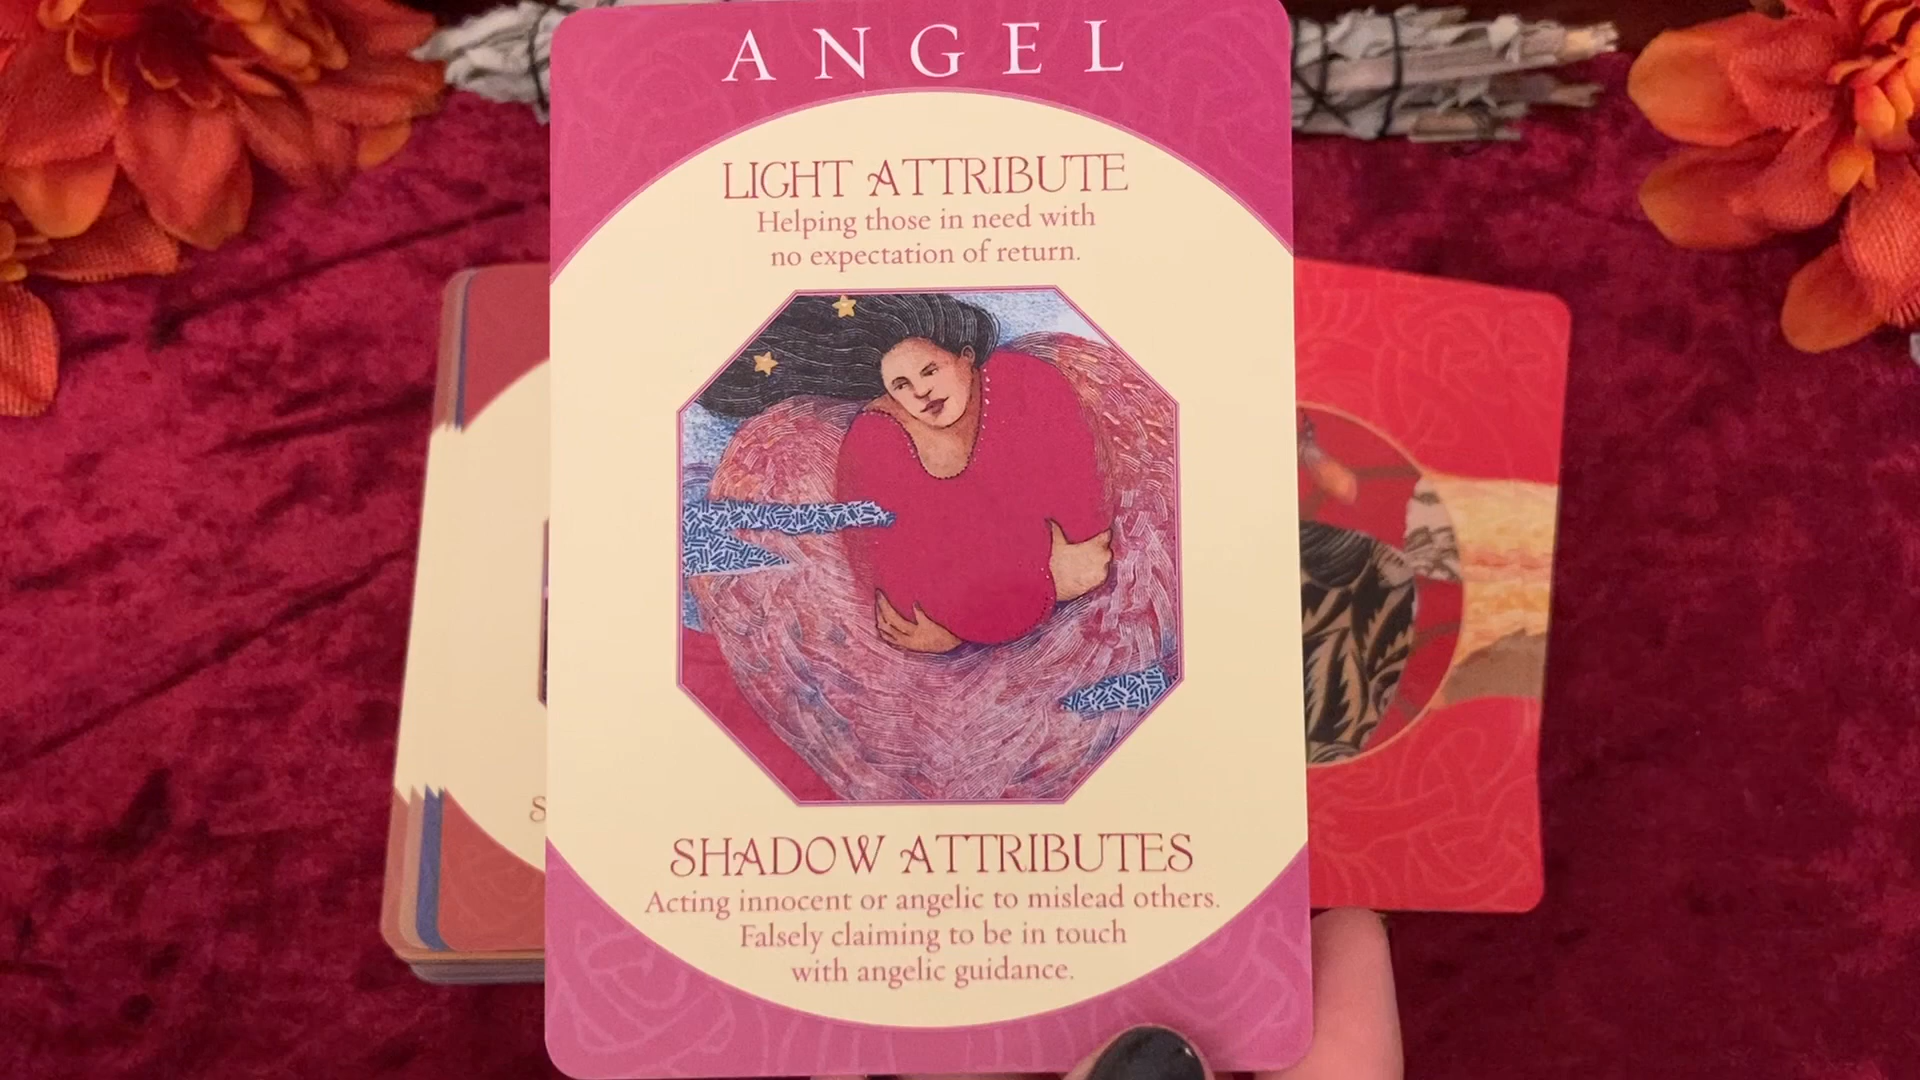 ANGEL
LIGHT ATTRIBUTE
Helping those in need with
no expectation of return.
SHADOW ATTRIBUTES
Acting innocent or angelic to mislead others.
Falsely claiming to be in touch
with angelic guidance.